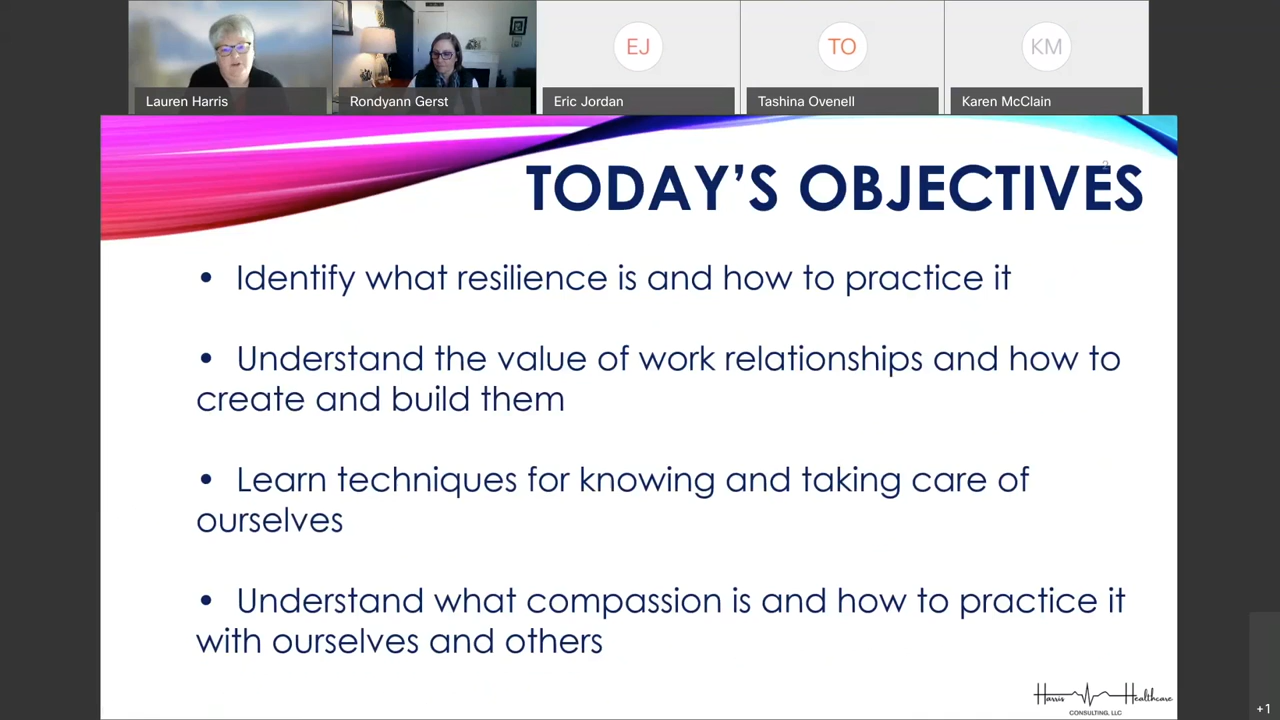 EJ
TO
KM
Lauren Harris
Rondyann Gerst
Eric Jordan
Tashina Ovenell
Karen McClain
2
TODAY’S OBJECTIVES
• Identify what resilience is and how to practice it
• Understand the value of work relationships and how to
create and build them
• Learn techniques for knowing and taking care of
ourselves
• Understand what compassion is and how to practice it
with ourselves and others
Harris Healthcare
CONSULTING, LLC
+1